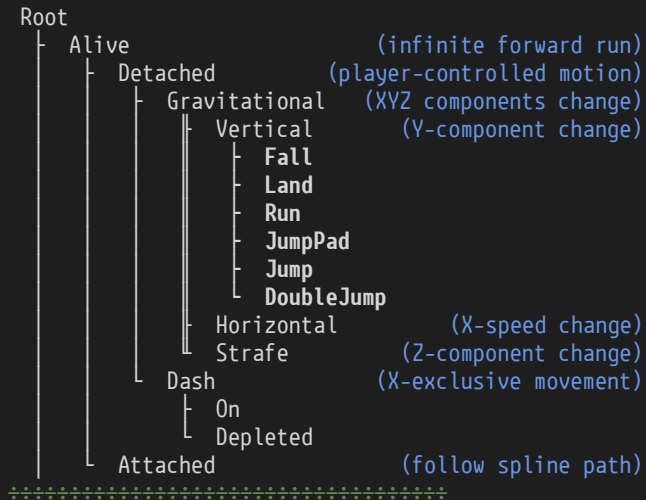 Root
Alive (infinite forward run)
Detached (player-controlled motion)
Gravitational (XYZ components change)
Vertical (Y-component change)
Fall
Land
Run
JumpPad
Jump
DoubleJump
Horizontal (X-speed change)
Strafe (Z-component change)
Dash (X-exclusive movement)
On
Depleted
Attached (follow spline path)